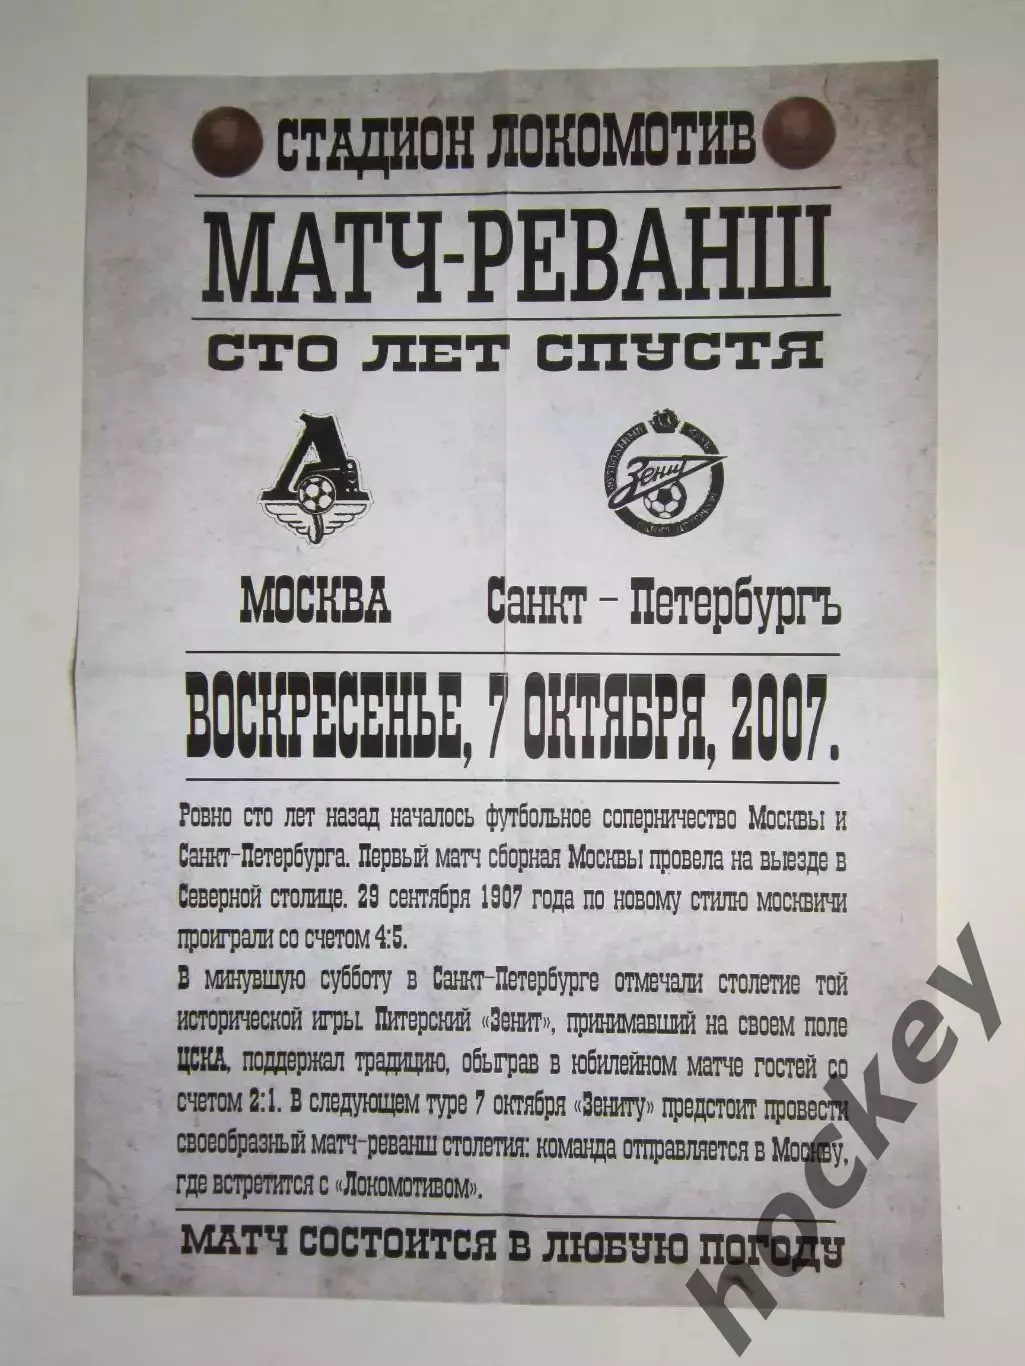 СТАДИОН ЛОКОМОТИВ
МАТЧ-РЕВАНШ
СТО ЛЕТ СПУСТЯ
Зенит
МОСКВА Санкт - Петербургъ
ВОСКРЕСЕНЬЕ, 7 ОКТЯБРЯ, 2007.
Ровно сто лет назад началось футбольное соперничество Москвы и
Санкт-Петербурга. Первый матч сборная Москвы провела на выезде в
Северной столице. 29 сентября 1907 года по новому стилю москвичи
проиграли со счетом 4:5.
В минувшую субботу в Санкт-Петербурге отмечали столетие той
исторической игры. Питерский «Зенит», принимавший на своем поле
ЦСКА, поддержал традицию, обыграв в юбилейном матче гостей со
счетом 2:1. В следующем туре 7 октября «Зениту» предстоит провести
своеобразный матч-реванш столетия: команда отправляется в Москву,
где встретится с «Локомотивом».
МАТЧ СОСТОИТСЯ В ЛЮБУЮ ПОГОДУ
hockey